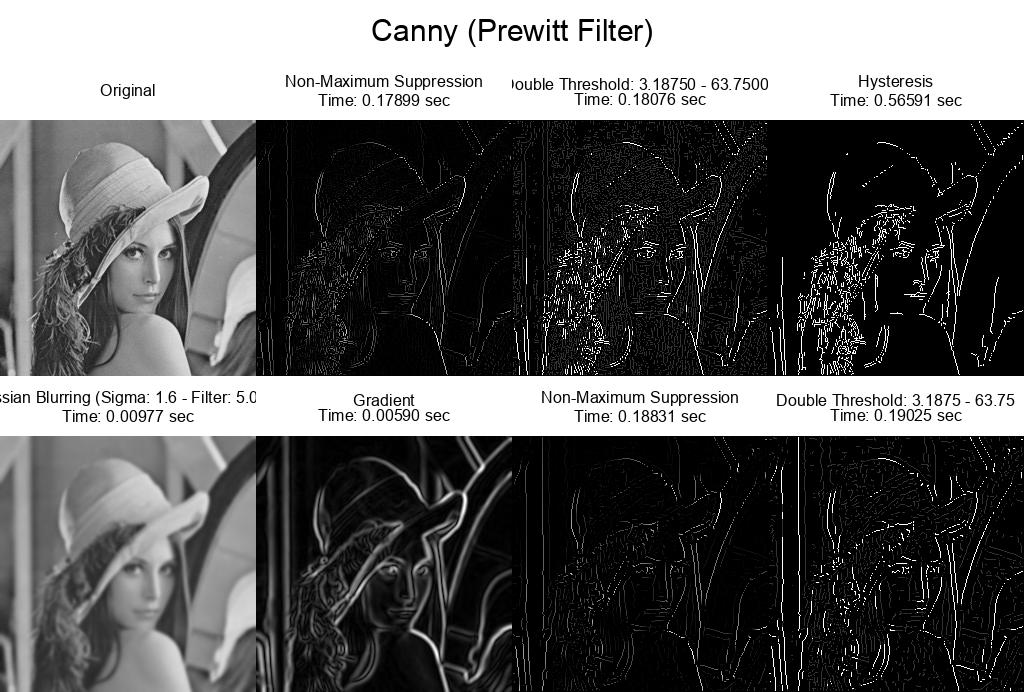 Canny (Prewitt Filter)
Original
Non-Maximum Suppression
Time: 0.17899 sec
ouble Threshold: 3.18750 - 63.7500
Time: 0.18076 sec
Hysteresis
Time: 0.56591 sec
ssian Blurring (Sigma: 1.6 - Filter: 5.0
Time: 0.00977 sec
Gradient
Time: 0.00590 sec
Non-Maximum Suppression
Time: 0.18831 sec
Double Threshold: 3.1875 - 63.75
Time: 0.19025 sec